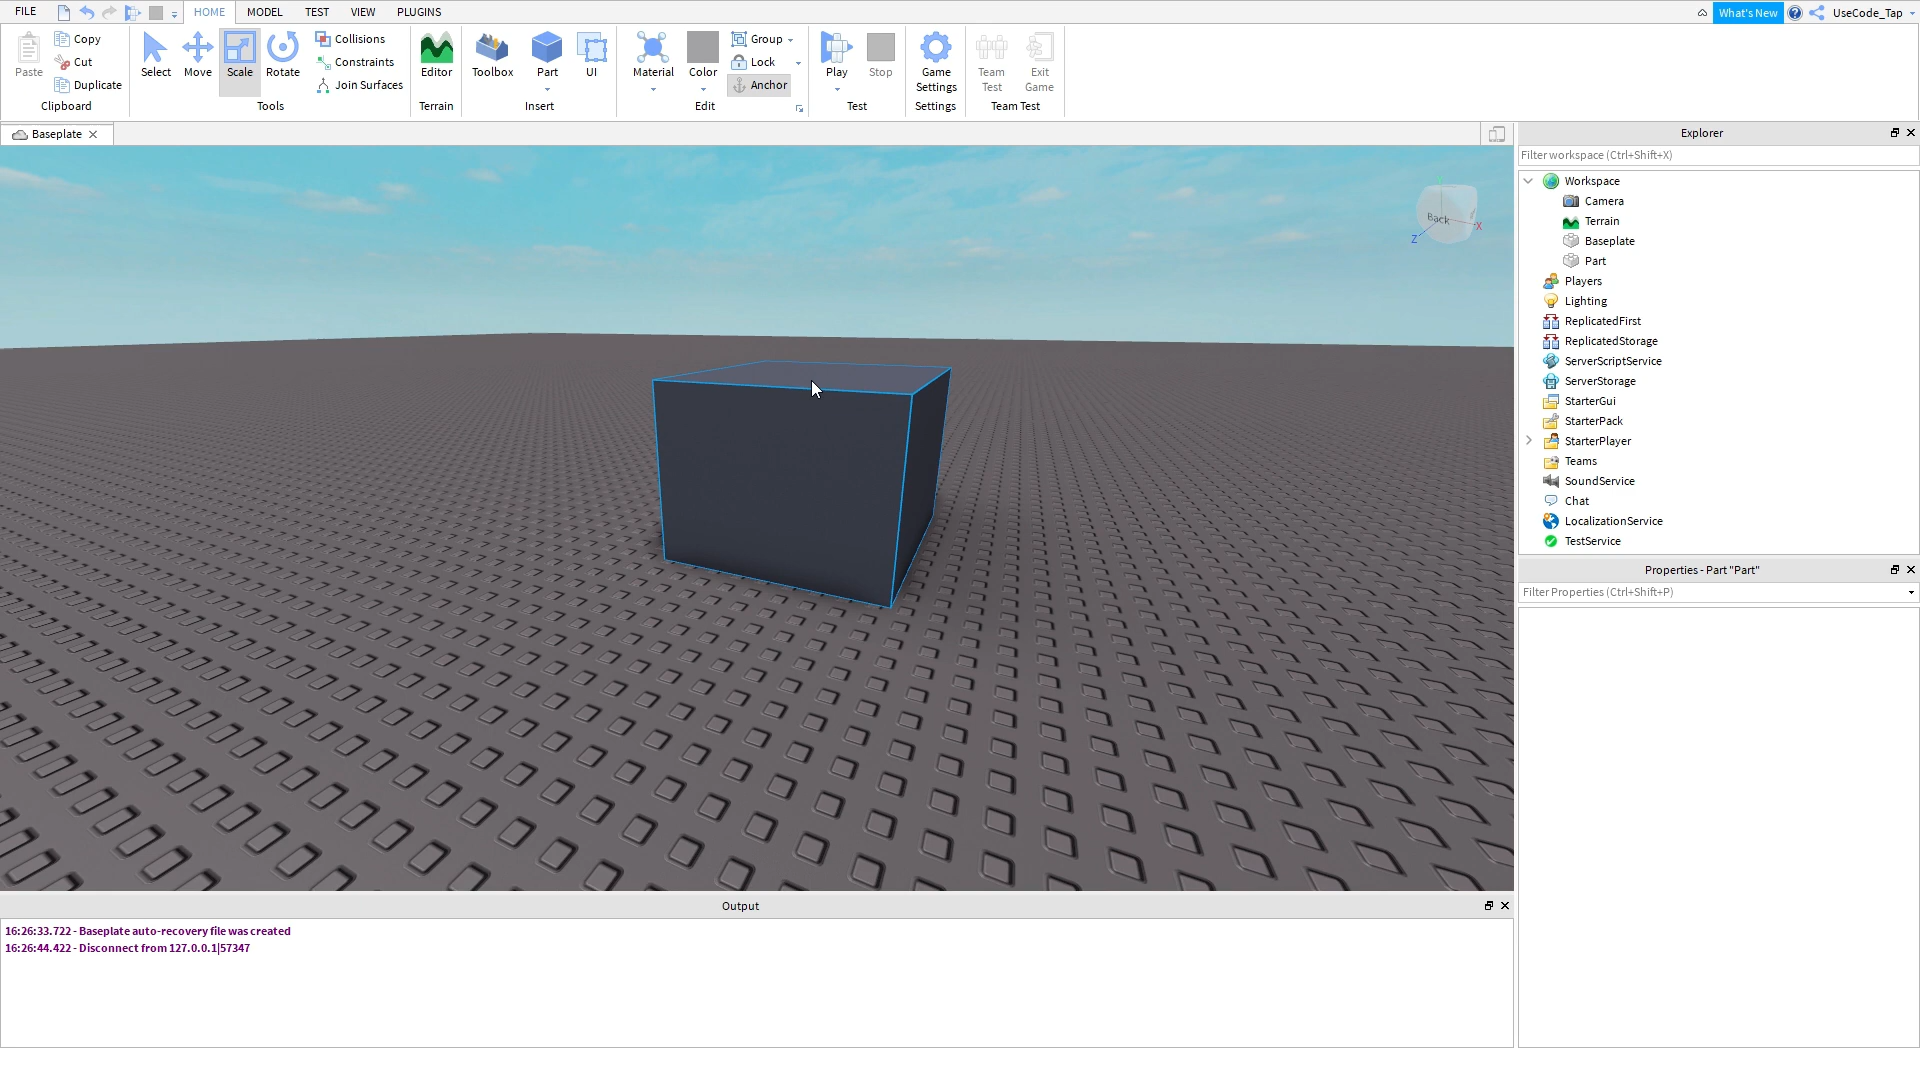 FILE HOME MODEL TEST VIEW PLUGINS What's New UseCode_Tap
Paste Copy Cut Duplicate Clipboard
Select Move Scale Rotate Collisions Constraints Join Surfaces Tools
Editor Terrain
Toolbox Part UI Insert
Material Color Group Lock Anchor Edit
Play Stop Test
Game Settings Settings
Team Test Exit Game Team Test
Baseplate
Back
X
Z
Explorer
Filter workspace (Ctrl+Shift+X)
Workspace
Camera
Terrain
Baseplate
Part
Players
Lighting
ReplicatedFirst
ReplicatedStorage
ServerScriptService
ServerStorage
StarterGui
StarterPack
StarterPlayer
Teams
SoundService
Chat
LocalizationService
TestService
Properties - Part "Part"
Filter Properties (Ctrl+Shift+P)
Output
16:26:33.722 - Baseplate auto-recovery file was created
16:26:44.422 - Disconnect from 127.0.0.1|57347